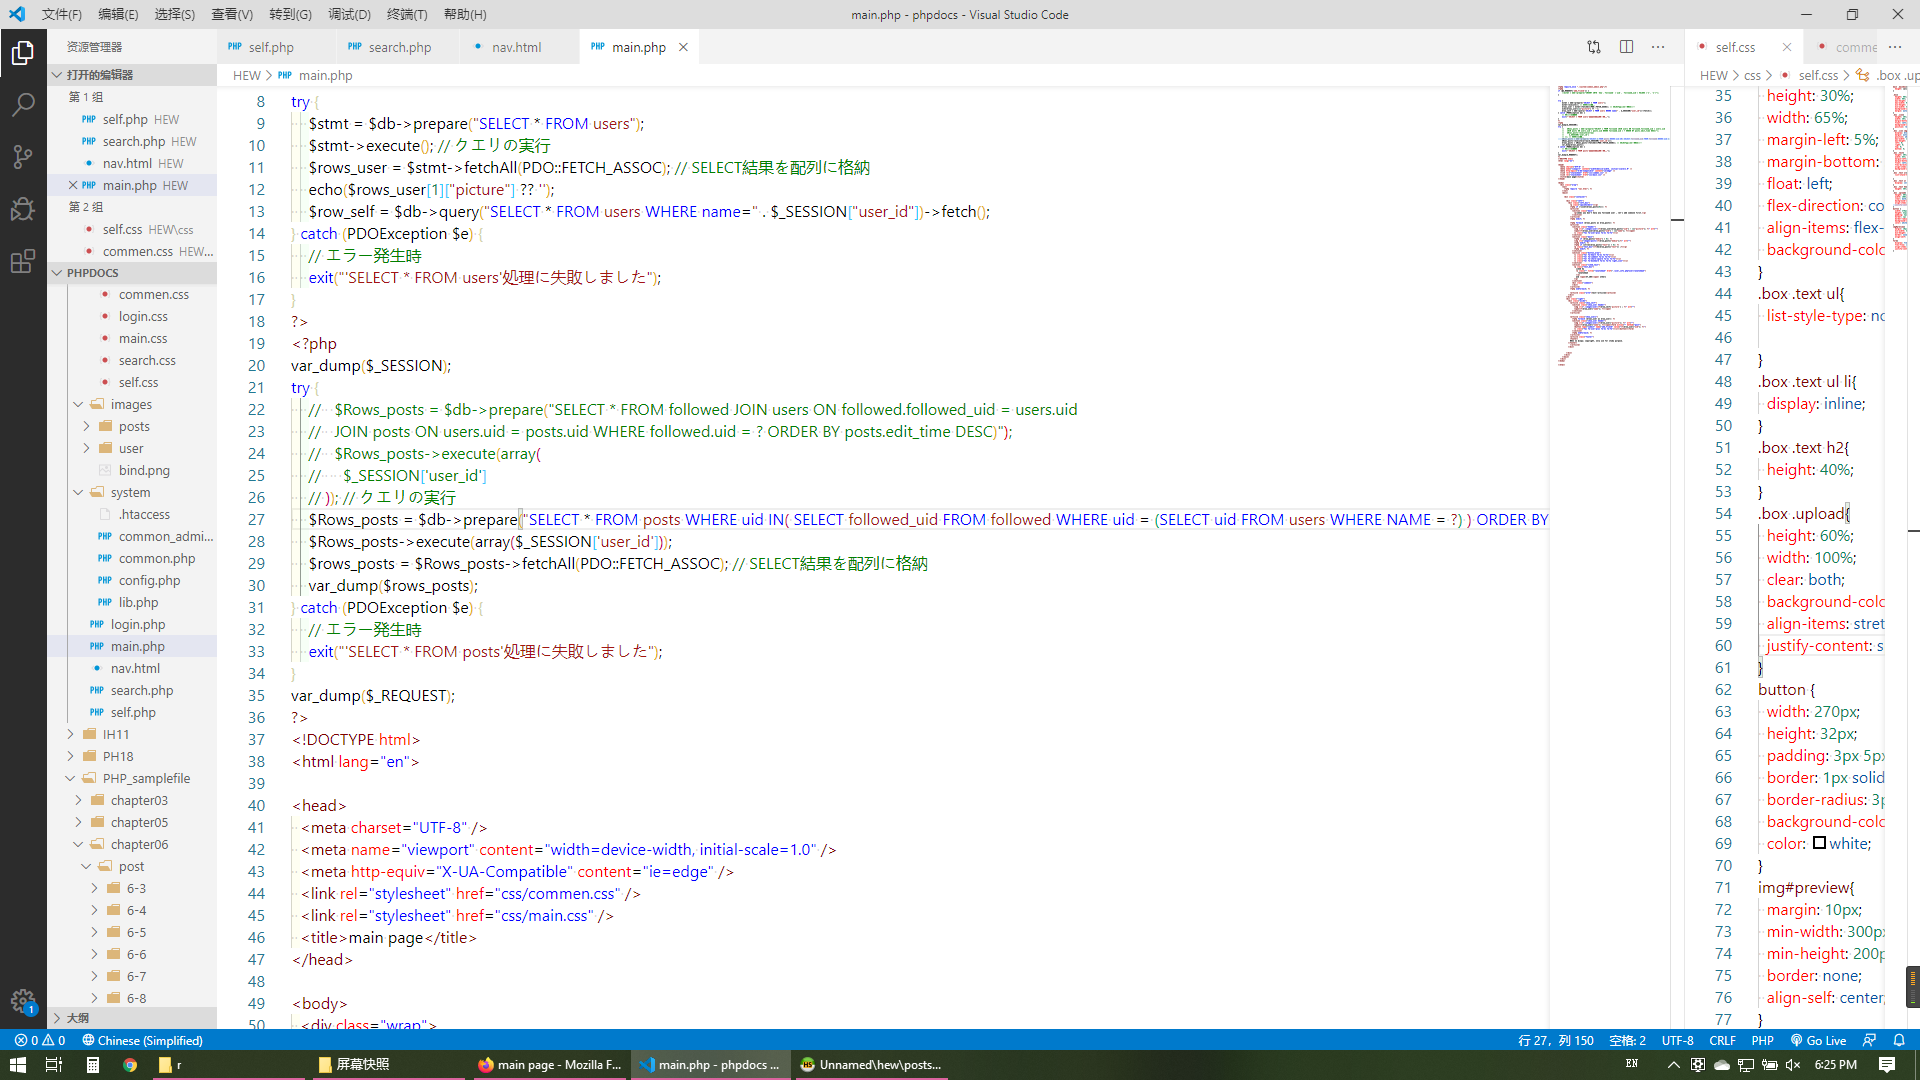 文件(F) 编辑(E) 选择(S) 查看(V) 转到(G) 调试(D) 终端(T) 帮助(H)
main.php - phpdocs - Visual Studio Code
资源管理器
打开的编辑器
第 1 组
PHP self.php HEW
PHP search.php HEW
nav.html HEW
PHP main.php HEW
第 2 组
self.css HEW\css
commen.css HEW...
PHPDOCS
commen.css
login.css
main.css
search.css
self.css
images
posts
user
bind.png
system
.htaccess
PHP common_admi...
PHP common.php
PHP config.php
PHP lib.php
PHP login.php
PHP main.php
nav.html
PHP search.php
PHP self.php
IH11
PH18
PHP_samplefile
chapter03
chapter05
chapter06
post
6-3
6-4
6-5
6-6
6-7
6-8
大纲
PHP self.php
PHP search.php
nav.html
PHP main.php
HEW > PHP main.php
8 try {
9 $stmt = $db->prepare("SELECT * FROM users");
10 $stmt->execute(); // クエリの実行
11 $rows_user = $stmt->fetchAll(PDO::FETCH_ASSOC); // SELECT結果を配列に格納
12 echo($rows_user[1]["picture"] ?? '');
13 $row_self = $db->query("SELECT * FROM users WHERE name=" . $_SESSION["user_id"])->fetch();
14 } catch (PDOException $e) {
15 // エラー発生時
16 exit("'SELECT * FROM users'処理に失敗しました");
17 }
18 ?>
19 <?php
20 var_dump($_SESSION);
21 try {
22 // $Rows_posts = $db->prepare("SELECT * FROM followed JOIN users ON followed.followed_uid = users.uid
23 // JOIN posts ON users.uid = posts.uid WHERE followed.uid = ? ORDER BY posts.edit_time DESC)");
24 // $Rows_posts->execute(array(
25 // $_SESSION['user_id']
26 // )); // クエリの実行
27 $Rows_posts = $db->prepare("SELECT * FROM posts WHERE uid IN( SELECT followed_uid FROM followed WHERE uid = (SELECT uid FROM users WHERE NAME = ?) ) ORDER BY
28 $Rows_posts->execute(array($_SESSION['user_id']));
29 $rows_posts = $Rows_posts->fetchAll(PDO::FETCH_ASSOC); // SELECT結果を配列に格納
30 var_dump($rows_posts);
31 } catch (PDOException $e) {
32 // エラー発生時
33 exit("'SELECT * FROM posts'処理に失敗しました");
34 }
35 var_dump($_REQUEST);
36 ?>
37 <!DOCTYPE html>
38 <html lang="en">
39
40 <head>
41 <meta charset="UTF-8" />
42 <meta name="viewport" content="width=device-width, initial-scale=1.0" />
43 <meta http-equiv="X-UA-Compatible" content="ie=edge" />
44 <link rel="stylesheet" href="css/commen.css" />
45 <link rel="stylesheet" href="css/main.css" />
46 <title>main page</title>
47 </head>
48
49 <body>
50 <div class="wrap">
self.css
comme
HEW > css > self.css > .box .up
35 height: 30%;
36 width: 65%;
37 margin-left: 5%;
38 margin-bottom:
39 float: left;
40 flex-direction: co
41 align-items: flex-
42 background-colo
43 }
44 .box .text ul{
45 list-style-type: no
46
47 }
48 .box .text ul li{
49 display: inline;
50 }
51 .box .text h2{
52 height: 40%;
53 }
54 .box .upload{
55 height: 60%;
56 width: 100%;
57 clear: both;
58 background-colo
59 align-items: stret
60 justify-content: s
61 }
62 button {
63 width: 270px;
64 height: 32px;
65 padding: 3px 5px
66 border: 1px solid
67 border-radius: 3p
68 background-colo
69 color: white;
70 }
71 img#preview{
72 margin: 10px;
73 min-width: 300px
74 min-height: 200p
75 border: none;
76 align-self: center;
77 }
1
0 0 Chinese (Simplified)
行 27，列 150 空格: 2 UTF-8 CRLF PHP Go Live
r
屏幕快照
main page - Mozilla F...
main.php - phpdocs ...
Unnamed\hew\posts...
EN
6:25 PM